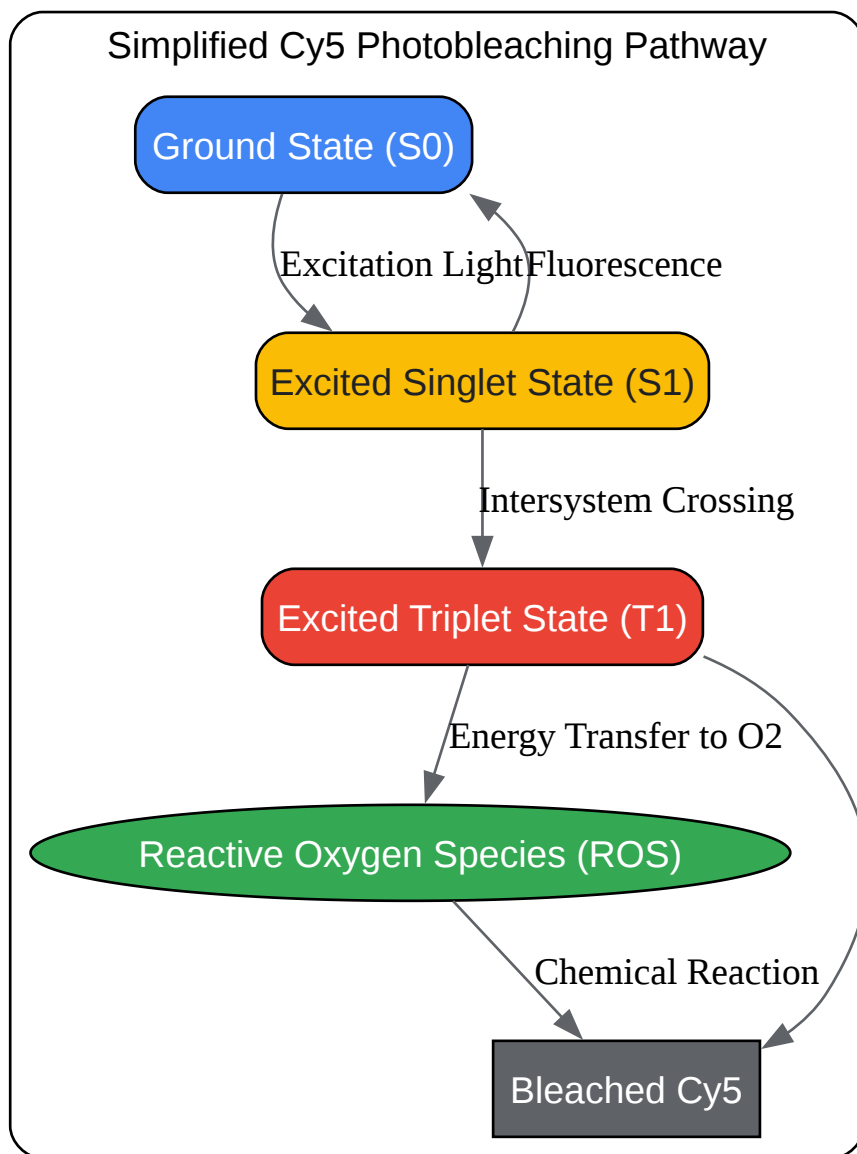 Simplified Cy5 Photobleaching Pathway
Ground State (S0)
Excitation Light
Fluorescence
Excited Singlet State (S1)
Intersystem Crossing
Excited Triplet State (T1)
Energy Transfer to O2
Reactive Oxygen Species (ROS)
Chemical Reaction
Bleached Cy5